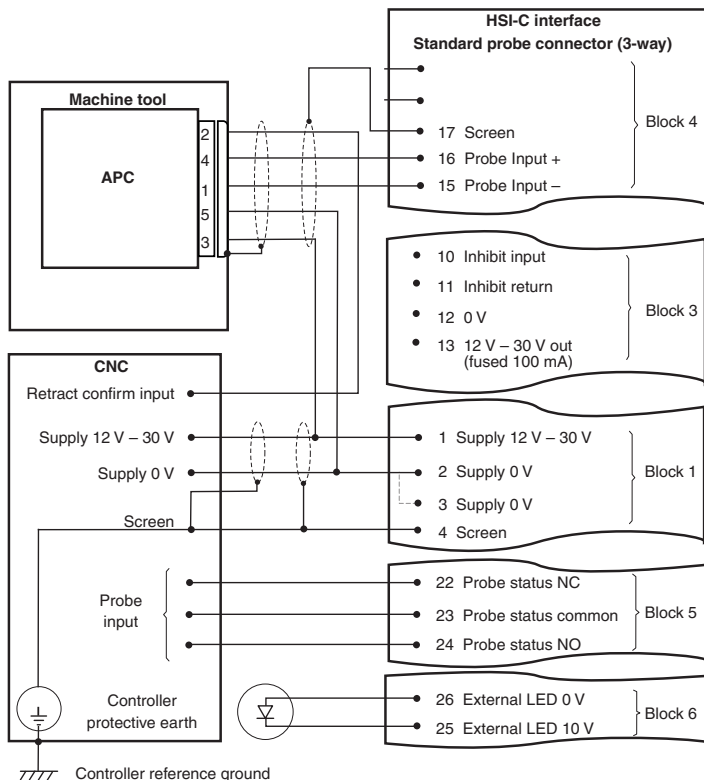 HSI-C interface
Standard probe connector (3-way)
Machine tool
APC
2
4
1
5
3
17 Screen
16 Probe Input +
15 Probe Input –
Block 4
10 Inhibit input
11 Inhibit return
12 0 V
13 12 V – 30 V out
(fused 100 mA)
Block 3
CNC
Retract confirm input
Supply 12 V – 30 V
Supply 0 V
Screen
1 Supply 12 V – 30 V
2 Supply 0 V
3 Supply 0 V
4 Screen
Block 1
Probe
input
22 Probe status NC
23 Probe status common
24 Probe status NO
Block 5
Controller
protective earth
26 External LED 0 V
25 External LED 10 V
Block 6
Controller reference ground